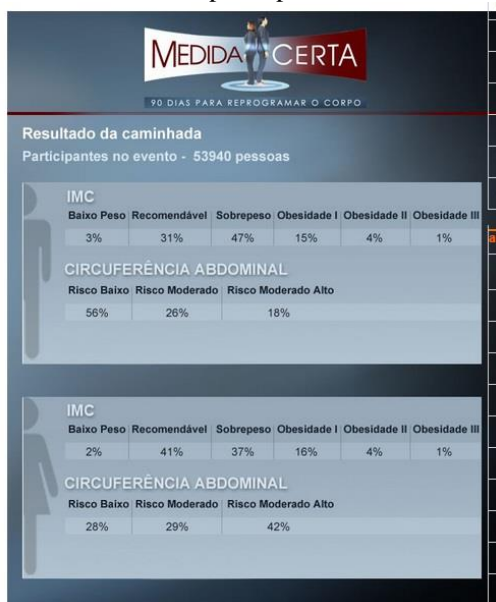 MEDIDA CERTA
90 DIAS PARA REPROGRAMAR O CORPO
Resultado da caminhada
Participantes no evento - 53940 pessoas
IMC
Baixo Peso Recomendável Sobrepeso Obesidade I Obesidade II Obesidade III
3% 31% 47% 15% 4% 1%
CIRCUFERÊNCIA ABDOMINAL
Risco Baixo Risco Moderado Risco Moderado Alto
56% 26% 18%
IMC
Baixo Peso Recomendável Sobrepeso Obesidade I Obesidade II Obesidade III
2% 41% 37% 16% 4% 1%
CIRCUFERÊNCIA ABDOMINAL
Risco Baixo Risco Moderado Risco Moderado Alto
28% 29% 42%